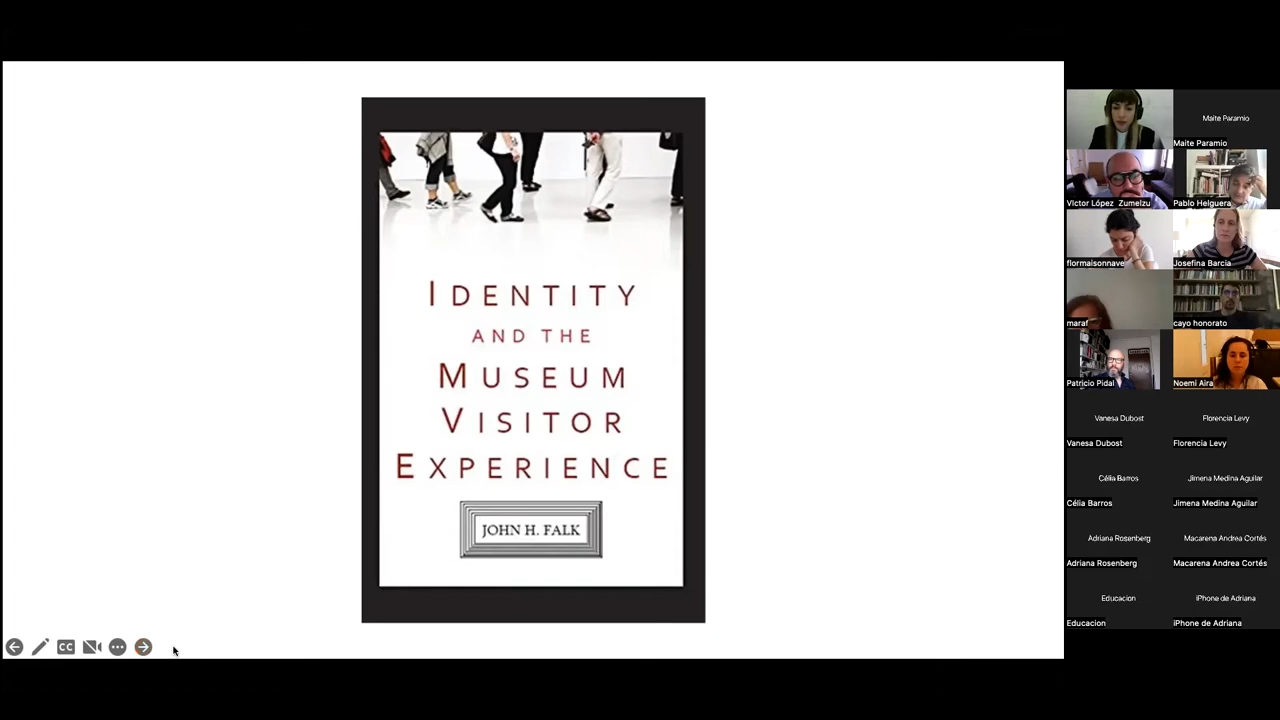 IDENTITY
AND THE
MUSEUM
VISITOR
EXPERIENCE
JOHN H. FALK
CC
Maite Paramio
Maite Paramio
Victor López Zumelzu
Pablo Helguera
flormaisonnave
Josefina Barcia
maraf
cayo honorato
Patricio Pidal
Noemi Aira
Vanesa Dubost
Florencia Levy
Vanesa Dubost
Florencia Levy
Célia Barros
Jimena Medina Aguilar
Célia Barros
Jimena Medina Aguilar
Adriana Rosenberg
Macarena Andrea Cortés
Adriana Rosenberg
Macarena Andrea Cortés
Educacion
iPhone de Adriana
Educacion
iPhone de Adriana